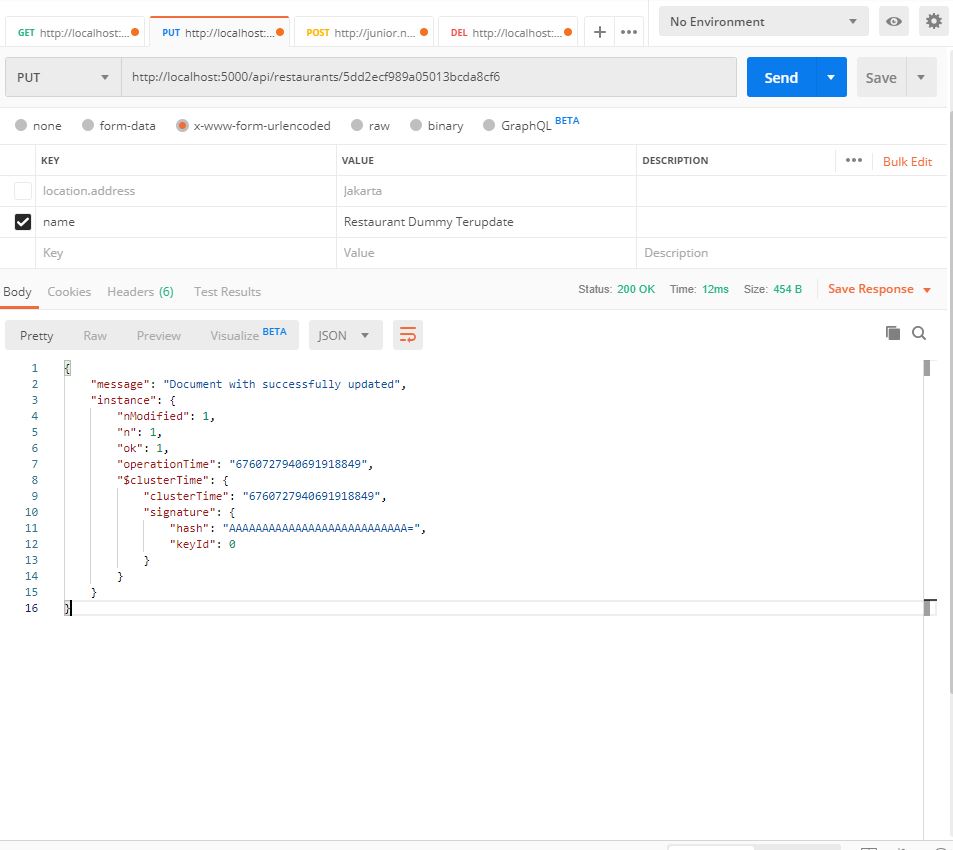 GET http://localhost:... PUT http://localhost:... POST http://junior.n... DEL http://localhost:... + ••• No Environment
PUT http://localhost:5000/api/restaurants/5dd2ecf989a05013bcda8cf6 Send Save
none form-data x-www-form-urlencoded raw binary GraphQL BETA
KEY VALUE DESCRIPTION ••• Bulk Edit
location.address Jakarta
name Restaurant Dummy Terupdate
Key Value Description
Body Cookies Headers (6) Test Results Status: 200 OK Time: 12ms Size: 454 B Save Response
Pretty Raw Preview Visualize BETA JSON
1 {
2 "message": "Document with successfully updated",
3 "instance": {
4 "nModified": 1,
5 "n": 1,
6 "ok": 1,
7 "operationTime": "6760727940691918849",
8 "$clusterTime": {
9 "clusterTime": "6760727940691918849",
10 "signature": {
11 "hash": "AAAAAAAAAAAAAAAAAAAAAAAAAAA=",
12 "keyId": 0
13 }
14 }
15 }
16 }